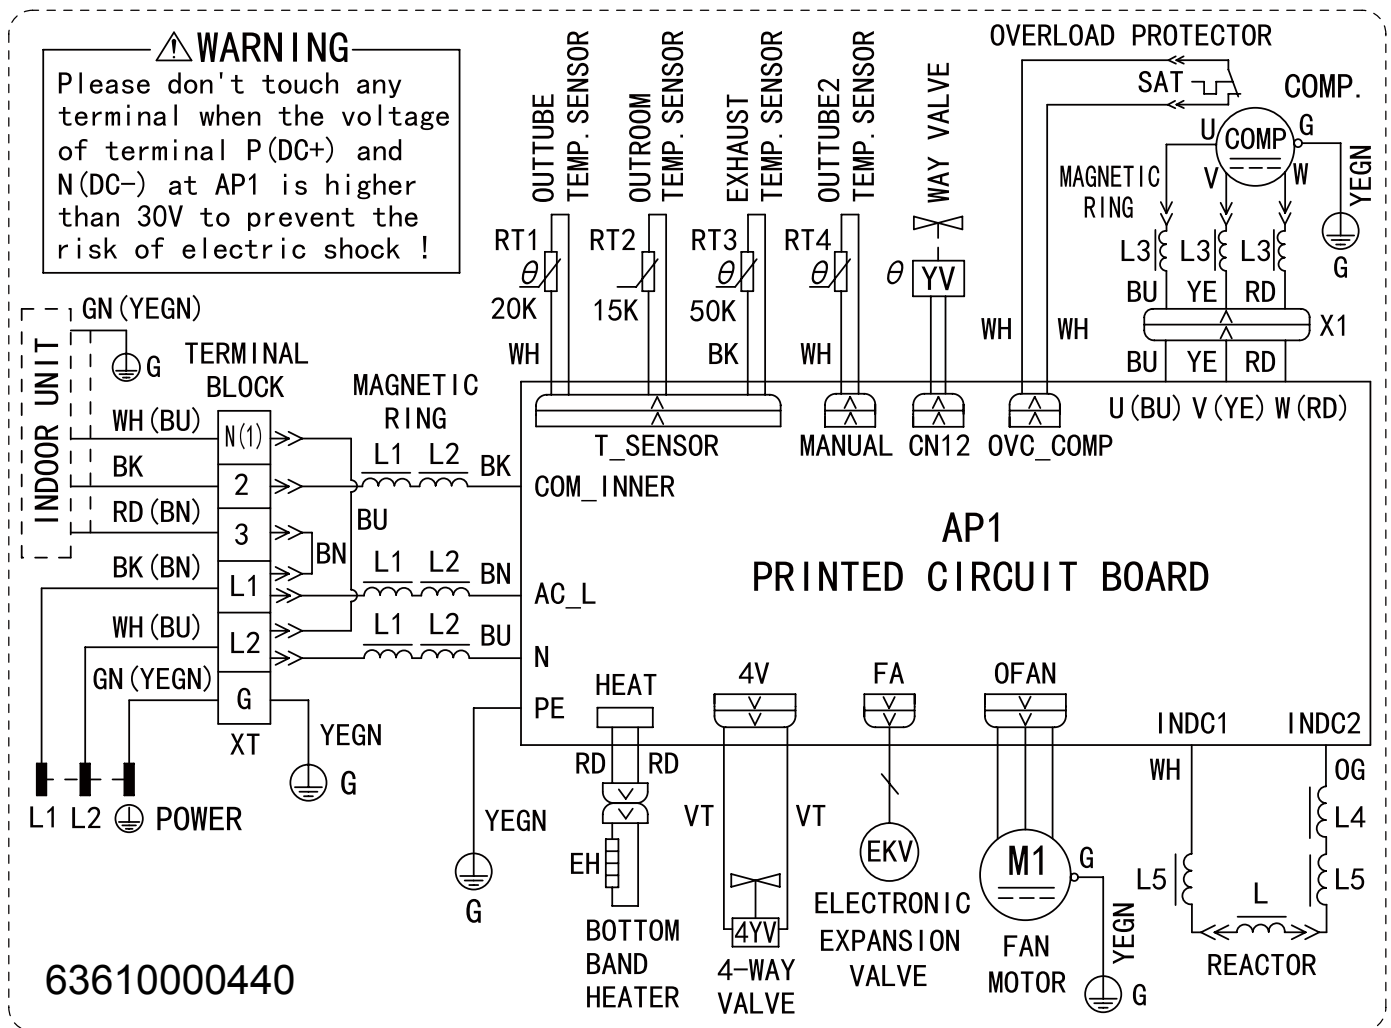 WARNING
Please don't touch any
terminal when the voltage
of terminal P(DC+) and
N(DC-) at AP1 is higher
than 30V to prevent the
risk of electric shock !
OUTTUBE
TEMP. SENSOR
OUTROOM
TEMP. SENSOR
EXHAUST
TEMP. SENSOR
OUTTUBE2
TEMP. SENSOR
WAY VALVE
OVERLOAD PROTECTOR
SAT
COMP.
U
COMP
G
V
W
YEGN
G
MAGNETIC
RING
RT1
θ
20K
RT2
15K
RT3
θ
50K
RT4
θ
θ
YV
L3
L3
L3
BU
YE
RD
X1
WH
BK
WH
WH
WH
BU
YE
RD
U(BU) V(YE) W(RD)
T_SENSOR
MANUAL
CN12
OVC_COMP
INDOOR UNIT
GN(YEGN)
G
TERMINAL
BLOCK
MAGNETIC
RING
WH(BU)
N(1)
BK
2
L1
L2
BK
COM_INNER
RD(BN)
3
BU
BN
BK(BN)
L1
L1
L2
BN
AC_L
WH(BU)
L2
L1
L2
BU
N
GN(YEGN)
G
XT
YEGN
G
PE
YEGN
G
L1 L2 POWER
AP1
PRINTED CIRCUIT BOARD
HEAT
RD
RD
EH
BOTTOM
BAND
HEATER
4V
VT
VT
4YV
4-WAY
VALVE
FA
EKV
ELECTRONIC
EXPANSION
VALVE
OFAN
M1
G
YEGN
G
FAN
MOTOR
INDC1
INDC2
WH
OG
L4
L5
L5
L
REACTOR
63610000440